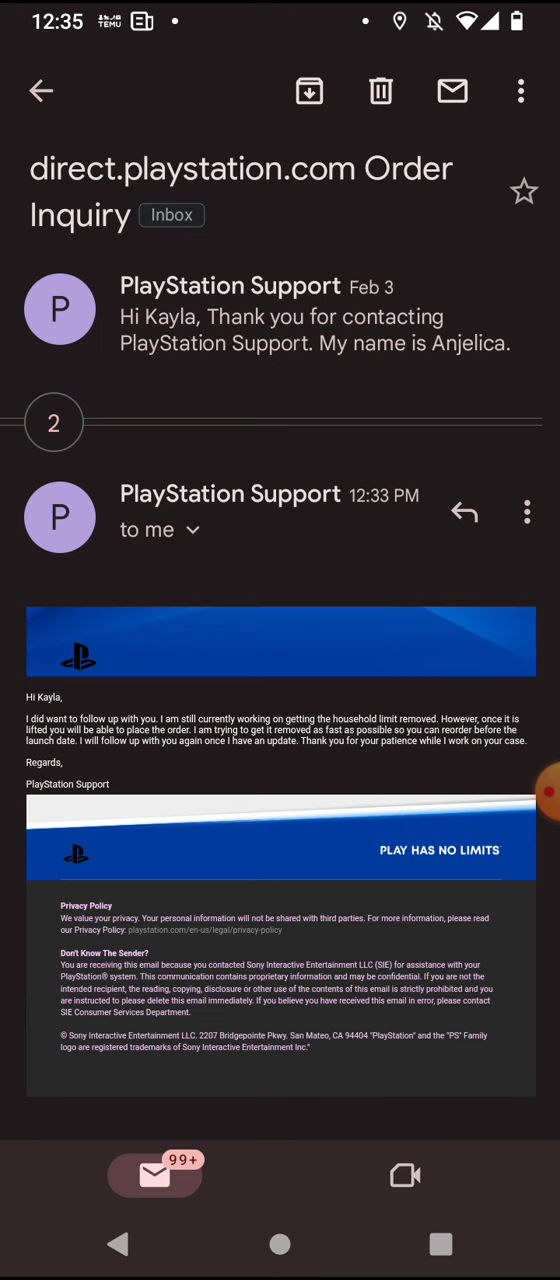 12:35
TEMU
direct.playstation.com Order
Inquiry Inbox
P
PlayStation Support Feb 3
Hi Kayla, Thank you for contacting
PlayStation Support. My name is Anjelica.
2
P
PlayStation Support 12:33 PM
to me
Hi Kayla,
I did want to follow up with you. I am still currently working on getting the household limit removed. However, once it is
lifted you will be able to place the order. I am trying to get it removed as fast as possible so you can reorder before the
launch date. I will follow up with you again once I have an update. Thank you for your patience while I work on your case.
Regards,
PlayStation Support
PLAY HAS NO LIMITS
Privacy Policy
We value your privacy. Your personal information will not be shared with third parties. For more information, please read
our Privacy Policy: playstation.com/en-us/legal/privacy-policy
Don't Know The Sender?
You are receiving this email because you contacted Sony Interactive Entertainment LLC (SIE) for assistance with your
PlayStation® system. This communication contains proprietary information and may be confidential. If you are not the
intended recipient, the reading, copying, disclosure or other use of the contents of this email is strictly prohibited and you
are instructed to please delete this email immediately. If you believe you have received this email in error, please contact
SIE Consumer Services Department.
© Sony Interactive Entertainment LLC. 2207 Bridgepointe Pkwy. San Mateo, CA 94404 "PlayStation" and the "PS" Family
logo are registered trademarks of Sony Interactive Entertainment Inc."
99+